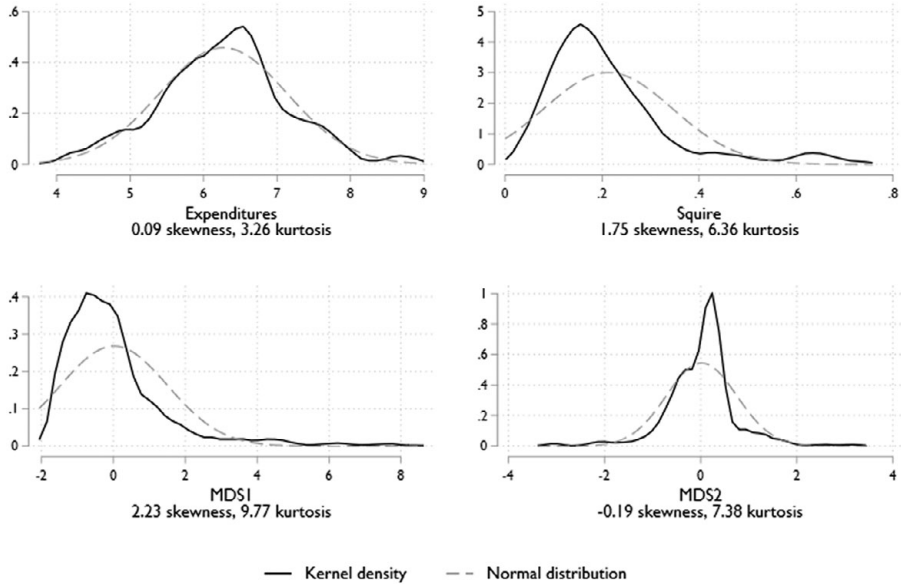 .6
.4
.2
0
4 5 6 7 8 9
Expenditures
0.09 skewness, 3.26 kurtosis
5
4
3
2
1
0
0 .2 .4 .6 .8
Squire
1.75 skewness, 6.36 kurtosis
.4
.3
.2
.1
0
-2 0 2 4 6 8
MDS1
2.23 skewness, 9.77 kurtosis
1
.8
.6
.4
.2
0
-4 -2 0 2 4
MDS2
-0.19 skewness, 7.38 kurtosis
Kernel density Normal distribution